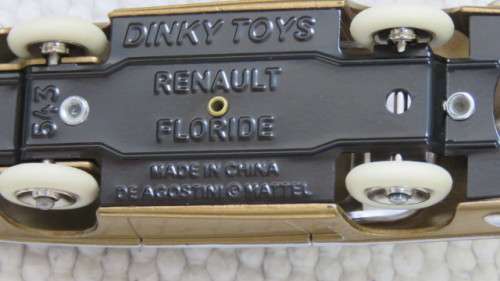 DINKY TOYS
RENAULT
FLORIDE
543
MADE IN CHINA
DE AGOSTINI © MATTEL